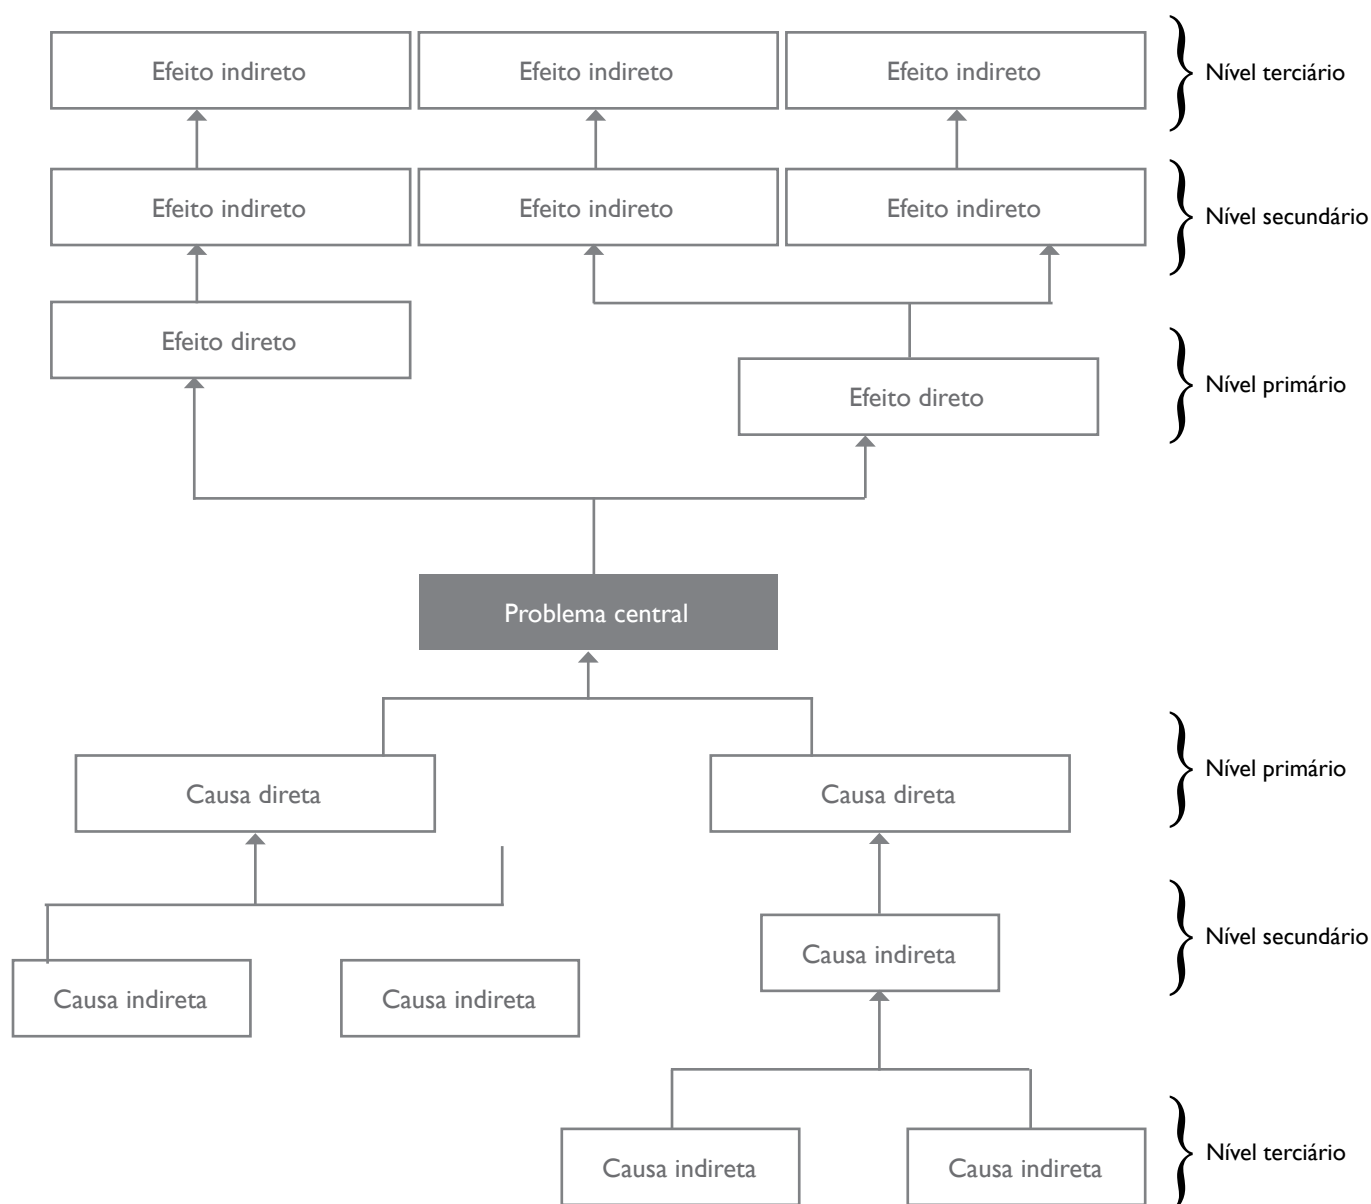 Efeito indireto
Efeito indireto
Efeito indireto
Nível terciário
Efeito indireto
Efeito indireto
Efeito indireto
Nível secundário
Efeito direto
Efeito direto
Nível primário
Problema central
Causa direta
Causa direta
Nível primário
Causa indireta
Causa indireta
Causa indireta
Nível secundário
Causa indireta
Causa indireta
Nível terciário